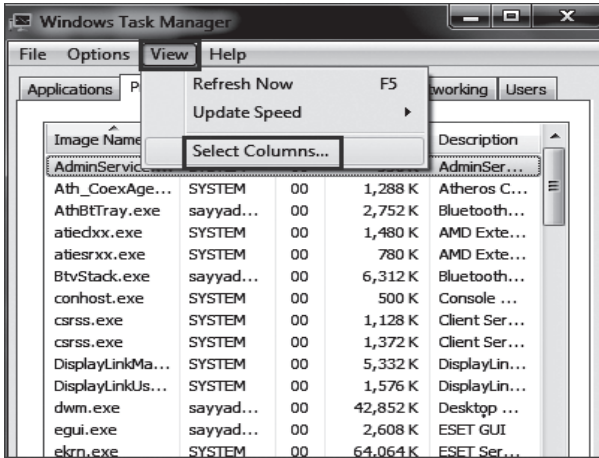 Windows Task Manager
File Options View Help
Refresh Now F5
Update Speed
Select Columns...
Applications working Users
Image Name Description
AdminService... AdminSer...
Ath_CoexAge... SYSTEM 00 1,288 K Atheros C...
AthBtTray.exe sayyad... 00 2,752 K Bluetooth...
atiedxx.exe SYSTEM 00 1,480 K AMD Exte...
atiesrxx.exe SYSTEM 00 780 K AMD Exte...
BtvStack.exe sayyad... 00 6,312 K Bluetooth...
conhost.exe SYSTEM 00 500 K Console ...
csrss.exe SYSTEM 00 1,128 K Client Ser...
csrss.exe SYSTEM 00 1,372 K Client Ser...
DisplayLinkMa... SYSTEM 00 5,332 K DisplayLin...
DisplayLinkUs... SYSTEM 00 1,576 K DisplayLin...
dwm.exe sayyad... 00 42,852 K Desktop ...
egui.exe sayyad... 00 2,608 K ESET GUI
ekrn.exe SYSTEM 00 64,064 K ESET Ser...